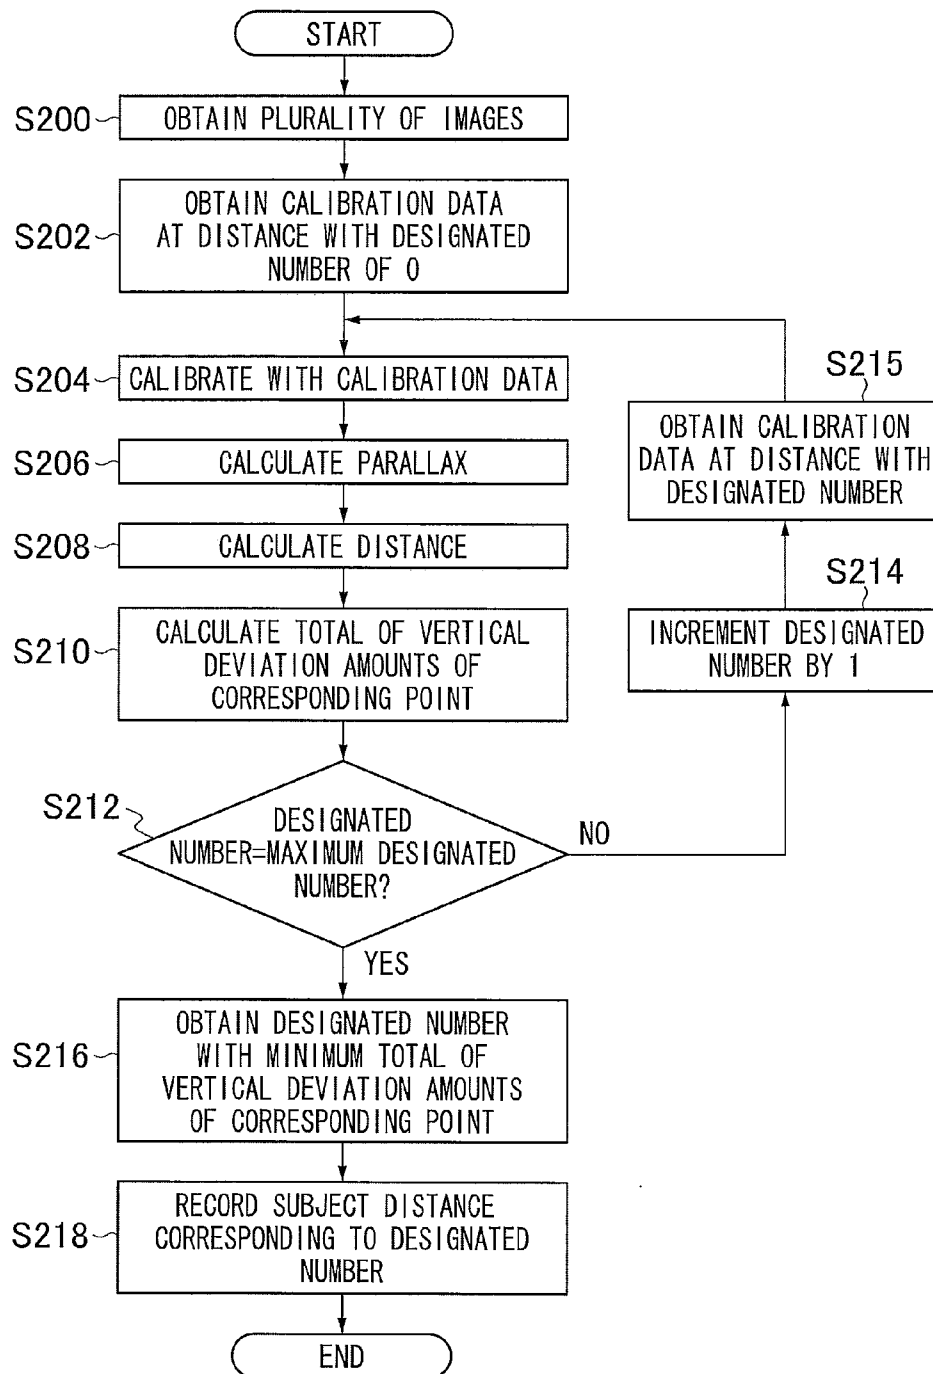 START
S200
OBTAIN PLURALITY OF IMAGES
S202
OBTAIN CALIBRATION DATA
AT DISTANCE WITH DESIGNATED
NUMBER OF 0
S204
CALIBRATE WITH CALIBRATION DATA
S206
CALCULATE PARALLAX
S208
CALCULATE DISTANCE
S210
CALCULATE TOTAL OF VERTICAL
DEVIATION AMOUNTS OF
CORRESPONDING POINT
S212
DESIGNATED
NUMBER=MAXIMUM DESIGNATED
NUMBER?
NO
S214
INCREMENT DESIGNATED
NUMBER BY 1
S215
OBTAIN CALIBRATION
DATA AT DISTANCE WITH
DESIGNATED NUMBER
YES
S216
OBTAIN DESIGNATED NUMBER
WITH MINIMUM TOTAL OF
VERTICAL DEVIATION AMOUNTS
OF CORRESPONDING POINT
S218
RECORD SUBJECT DISTANCE
CORRESPONDING TO DESIGNATED
NUMBER
END